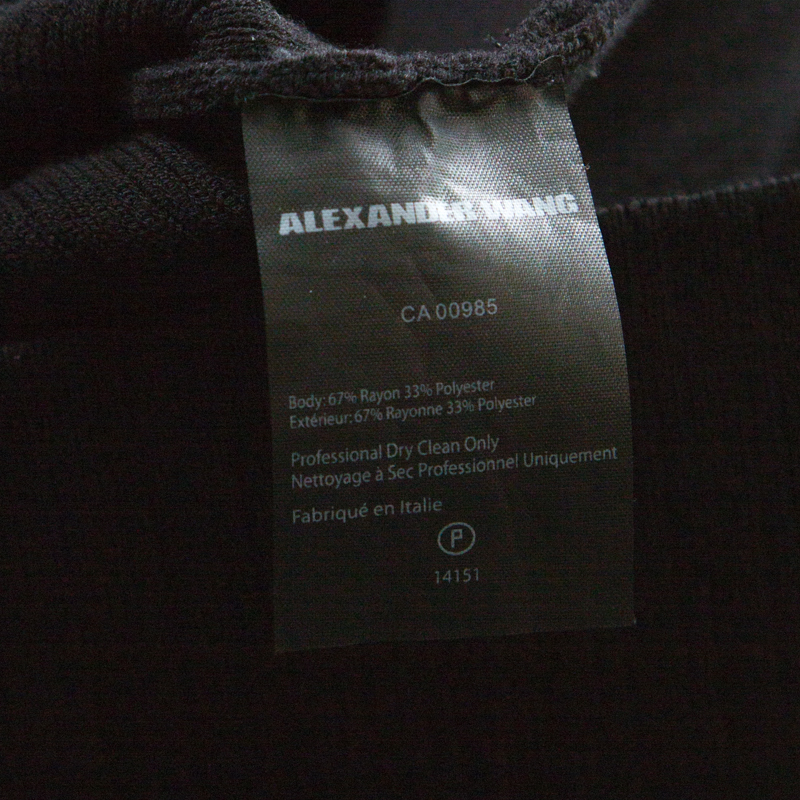 ALEXANDER WANG
CA 00985
Body: 67% Rayon 33% Polyester
Extérieur: 67% Rayonne 33% Polyester
Professional Dry Clean Only
Nettoyage à Sec Professionnel Uniquement
Fabriqué en Italie
P
14151